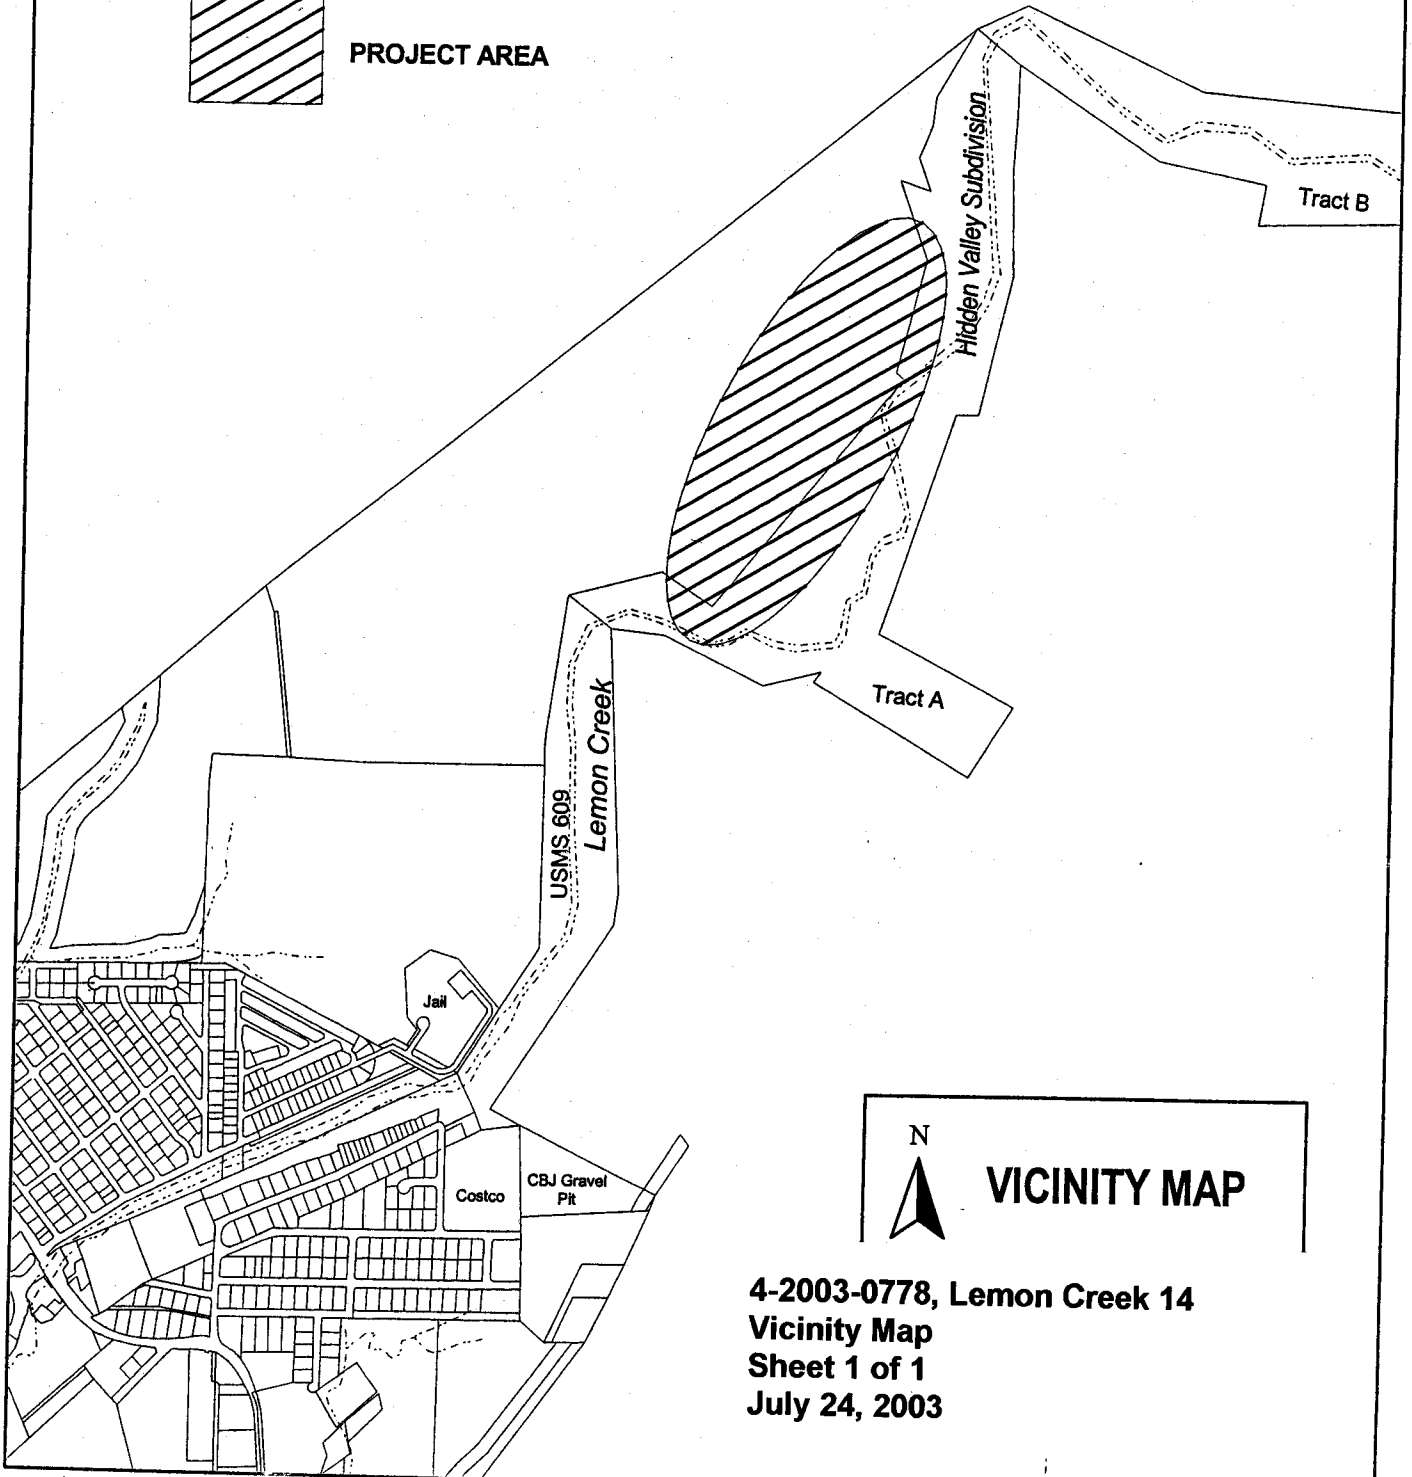 PROJECT AREA
Hidden Valley Subdivision
Tract B
Tract A
USMS 609
Lemon Creek
Jail
Costco
CBJ Gravel
Pit
N
VICINITY MAP
4-2003-0778, Lemon Creek 14
Vicinity Map
Sheet 1 of 1
July 24, 2003